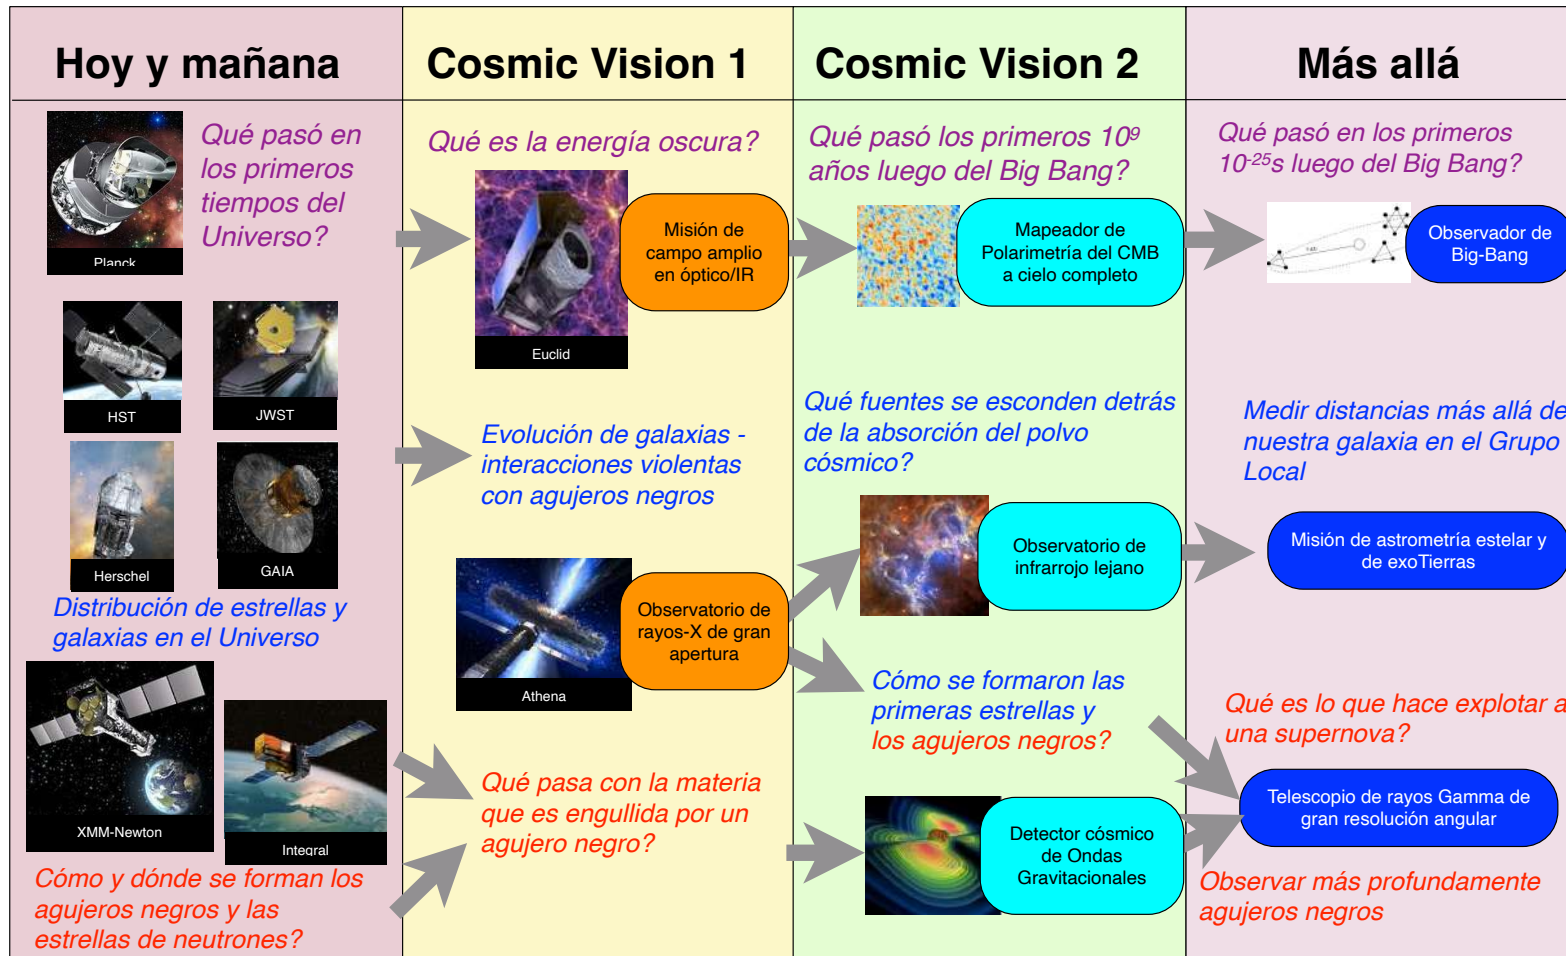 Hoy y mañana
Cosmic Vision 1
Cosmic Vision 2
Más allá
Qué pasó en
los primeros
tiempos del
Universo?
Planck
HST
JWST
Herschel
GAIA
Distribución de estrellas y
galaxias en el Universo
XMM-Newton
Integral
Cómo y dónde se forman los
agujeros negros y las
estrellas de neutrones?
Qué es la energía oscura?
Misión de
campo amplio
en óptico/IR
Euclid
Evolución de galaxias -
interacciones violentas
con agujeros negros
Observatorio de
rayos-X de gran
apertura
Athena
Qué pasa con la materia
que es engullida por un
agujero negro?
Qué pasó los primeros 10⁹
años luego del Big Bang?
Mapeador de
Polarimetría del CMB
a cielo completo
Qué fuentes se esconden detrás
de la absorción del polvo
cósmico?
Observatorio de
infrarrojo lejano
Cómo se formaron las
primeras estrellas y
los agujeros negros?
Detector cósmico
de Ondas
Gravitacionales
Qué pasó en los primeros
10⁻²⁵s luego del Big Bang?
Observador de
Big-Bang
Medir distancias más allá de
nuestra galaxia en el Grupo
Local
Misión de astrometría estelar y
de exoTierras
Qué es lo que hace explotar a
una supernova?
Telescopio de rayos Gamma de
gran resolución angular
Observar más profundamente
agujeros negros